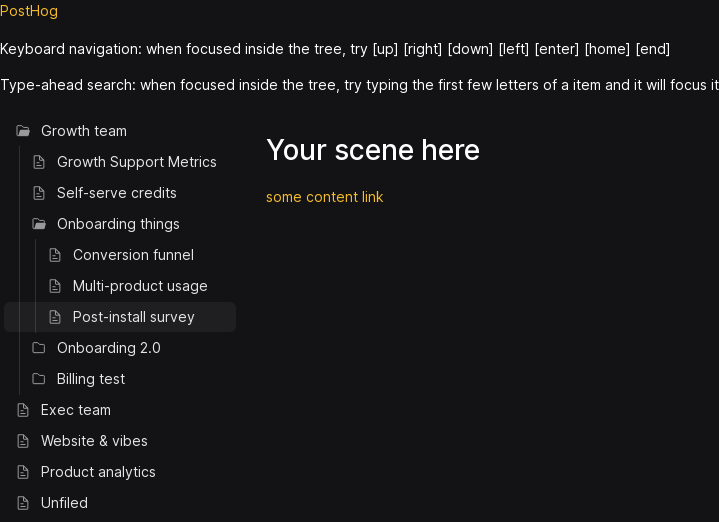 PostHog
Keyboard navigation: when focused inside the tree, try [up] [right] [down] [left] [enter] [home] [end]
Type-ahead search: when focused inside the tree, try typing the first few letters of a item and it will focus it
Growth team
Growth Support Metrics
Self-serve credits
Onboarding things
Conversion funnel
Multi-product usage
Post-install survey
Onboarding 2.0
Billing test
Exec team
Website & vibes
Product analytics
Unfiled
Your scene here
some content link